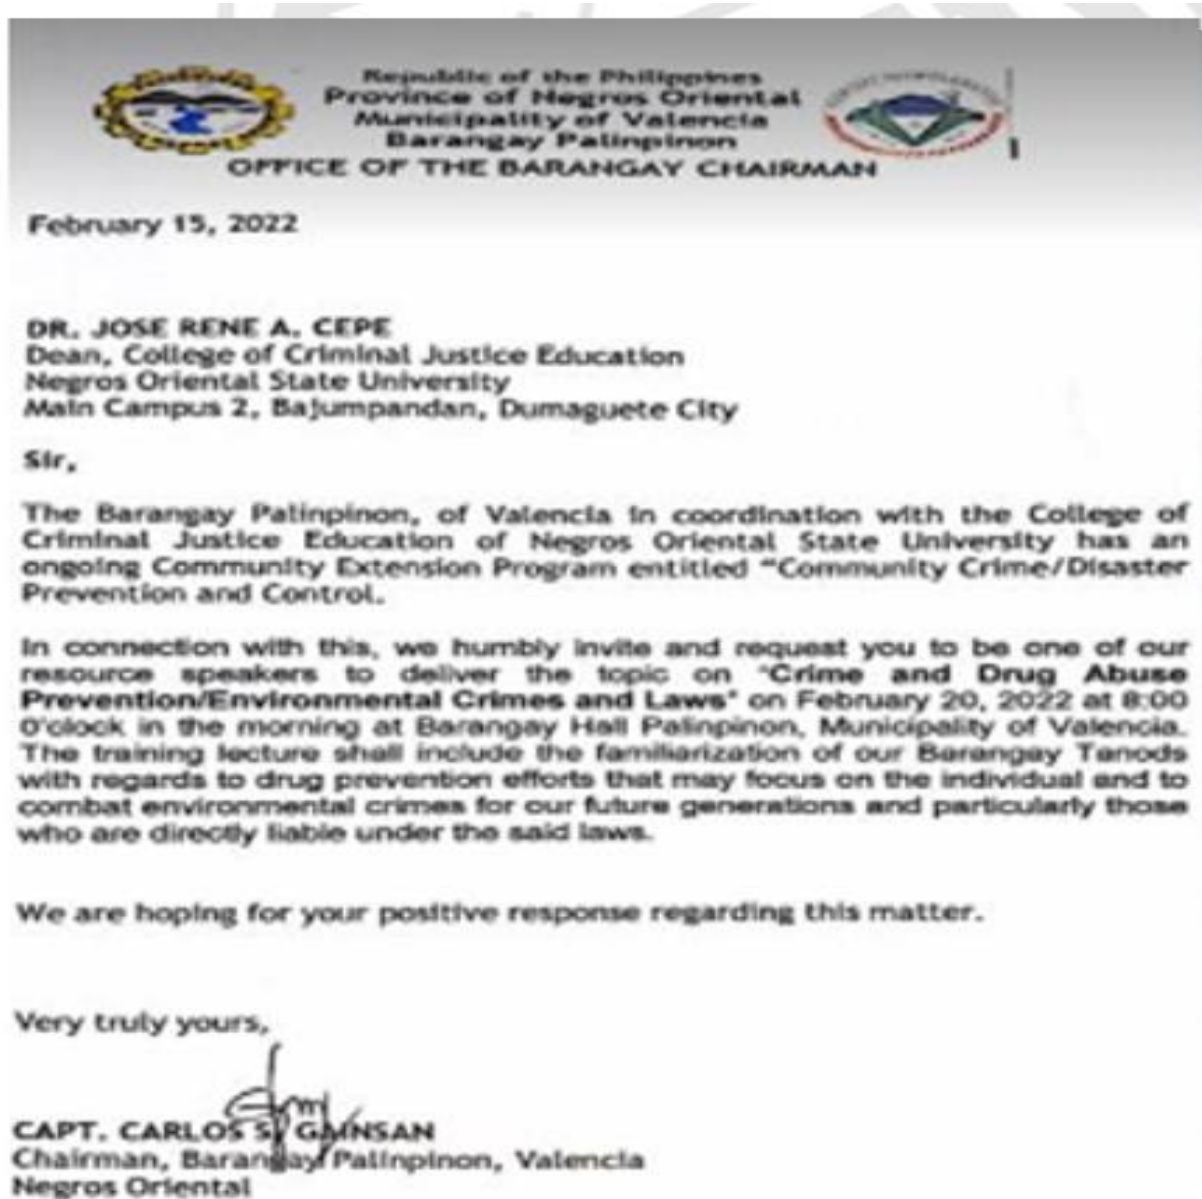 Republic of the Philippines
Province of Negros Oriental
Municipality of Valencia
Barangay Palinpinon
OFFICE OF THE BARANGAY CHAIRMAN
February 15, 2022
DR. JOSE RENE A. CEPE
Dean, College of Criminal Justice Education
Negros Oriental State University
Main Campus 2, Bajumpandan, Dumaguete City
Sir,
The Barangay Palinpinon, of Valencia in coordination with the College of
Criminal Justice Education of Negros Oriental State University has an
ongoing Community Extension Program entitled "Community Crime/Disaster
Prevention and Control.
In connection with this, we humbly invite and request you to be one of our
resource speakers to deliver the topic on "Crime and Drug Abuse
Prevention/Environmental Crimes and Laws" on February 20, 2022 at 8:00
0'clock in the morning at Barangay Hall Palinpinon, Municipality of Valencia.
The training lecture shall include the familiarization of our Barangay Tanods
with regards to drug prevention efforts that may focus on the individual and to
combat environmental crimes for our future generations and particularly those
who are directly liable under the said laws.
We are hoping for your positive response regarding this matter.
Very truly yours,
CAPT. CARLOS S. GAINSAN
Chairman, Barangay Palinpinon, Valencia
Negros Oriental